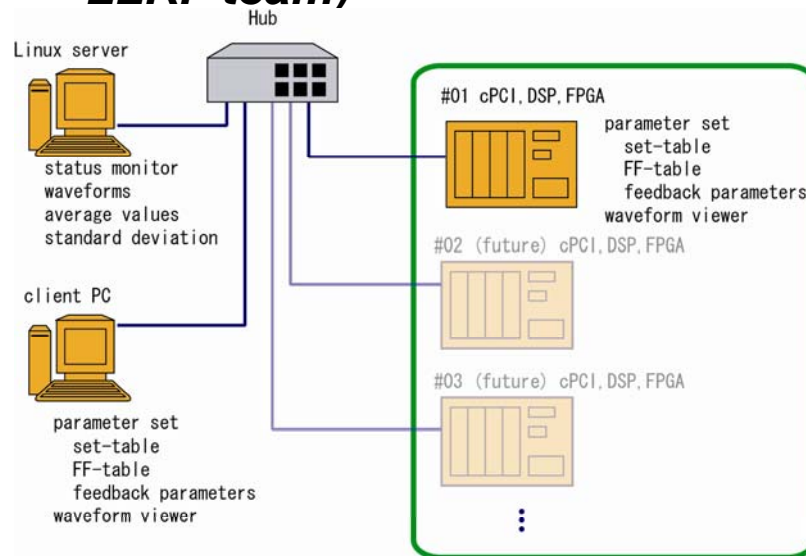 LLRF team)
Hub
Linux server
status monitor
waveforms
average values
standard deviation
client PC
parameter set
set-table
FF-table
feedback parameters
waveform viewer
#01 cPCI,DSP,FPGA
parameter set
set-table
FF-table
feedback parameters
waveform viewer
#02 (future) cPCI,DSP,FPGA
#03 (future) cPCI,DSP,FPGA